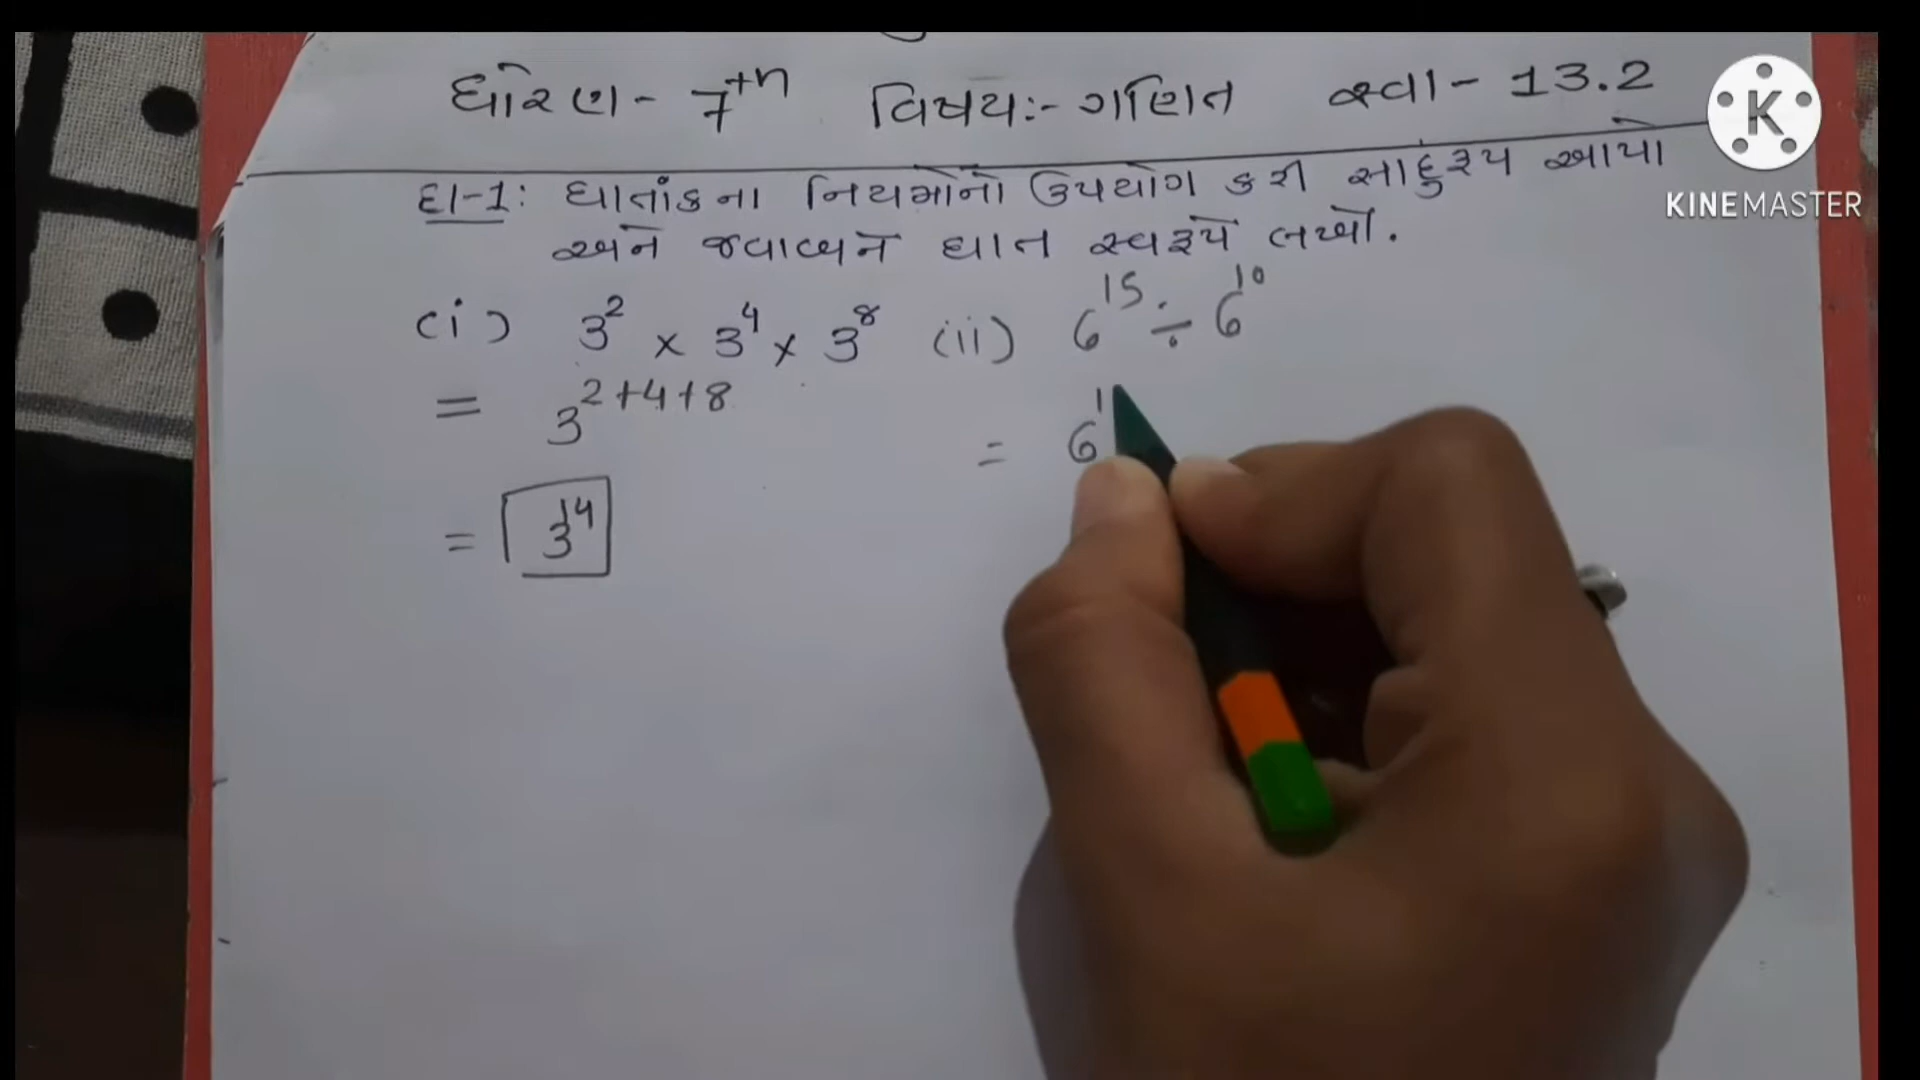 ધોરણ - 7th વિષય:- ગણિત સ્વા - 13.2
દા-1: ઘાતાંકના નિયમોનો ઉપયોગ કરી સાદુંરૂપ આપો
અને જવાબને ઘાત સ્વરૂપે લખો.
(i) 3² × 3⁴ × 3⁸ (ii) 6¹⁵ ÷ 6¹⁰
= 3²⁺⁴⁺⁸ = 6¹
= 3¹⁴
K
KINEMASTER